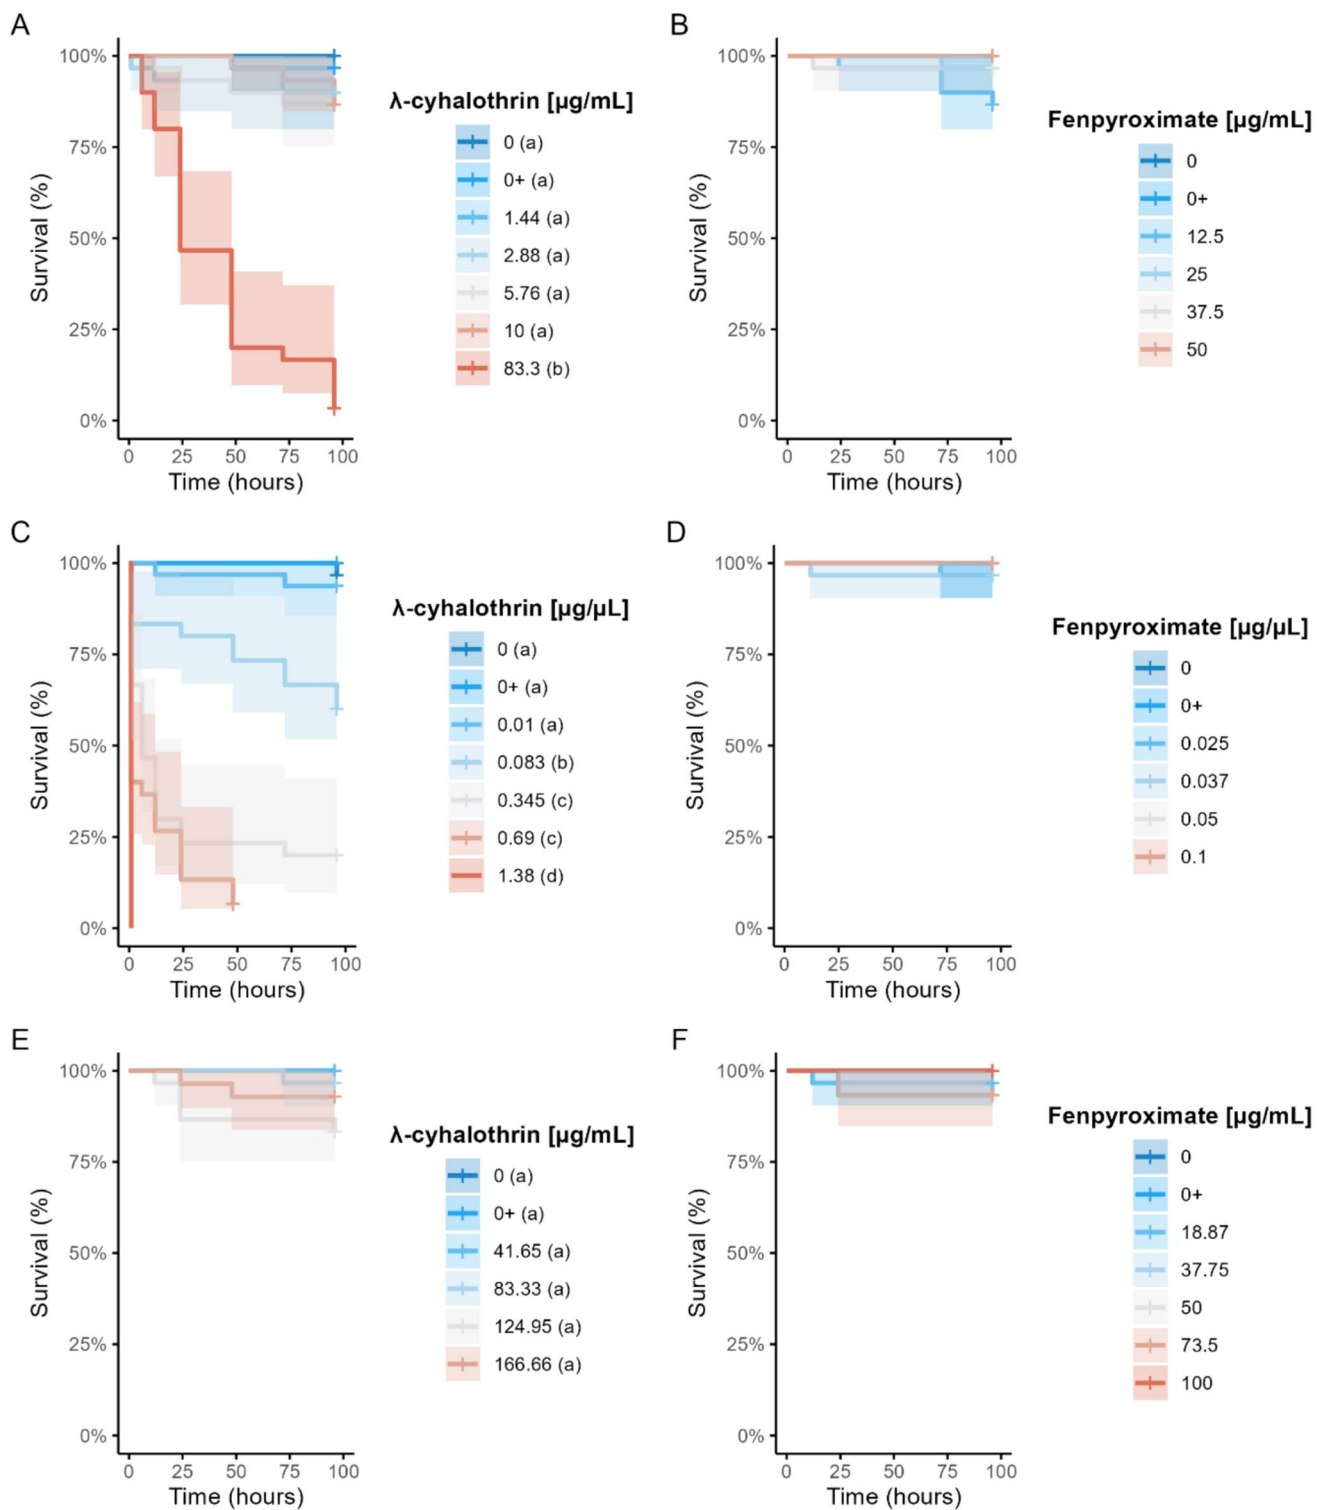 A
100%
75%
50%
25%
0%
Survival (%)
0 25 50 75 100
Time (hours)
λ-cyhalothrin [µg/mL]
0 (a)
0+ (a)
1.44 (a)
2.88 (a)
5.76 (a)
10 (a)
83.3 (b)
B
100%
75%
50%
25%
0%
Survival (%)
0 25 50 75 100
Time (hours)
Fenpyroximate [µg/mL]
0
0+
12.5
25
37.5
50
C
100%
75%
50%
25%
0%
Survival (%)
0 25 50 75 100
Time (hours)
λ-cyhalothrin [µg/µL]
0 (a)
0+ (a)
0.01 (a)
0.083 (b)
0.345 (c)
0.69 (c)
1.38 (d)
D
100%
75%
50%
25%
0%
Survival (%)
0 25 50 75 100
Time (hours)
Fenpyroximate [µg/µL]
0
0+
0.025
0.037
0.05
0.1
E
100%
75%
50%
25%
0%
Survival (%)
0 25 50 75 100
Time (hours)
λ-cyhalothrin [µg/mL]
0 (a)
0+ (a)
41.65 (a)
83.33 (a)
124.95 (a)
166.66 (a)
F
100%
75%
50%
25%
0%
Survival (%)
0 25 50 75 100
Time (hours)
Fenpyroximate [µg/mL]
0
0+
18.87
37.75
50
73.5
100